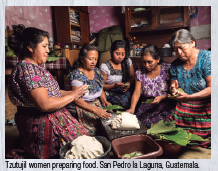 Tzutujil women preparing food. San Pedro la Laguna, Guatemala.